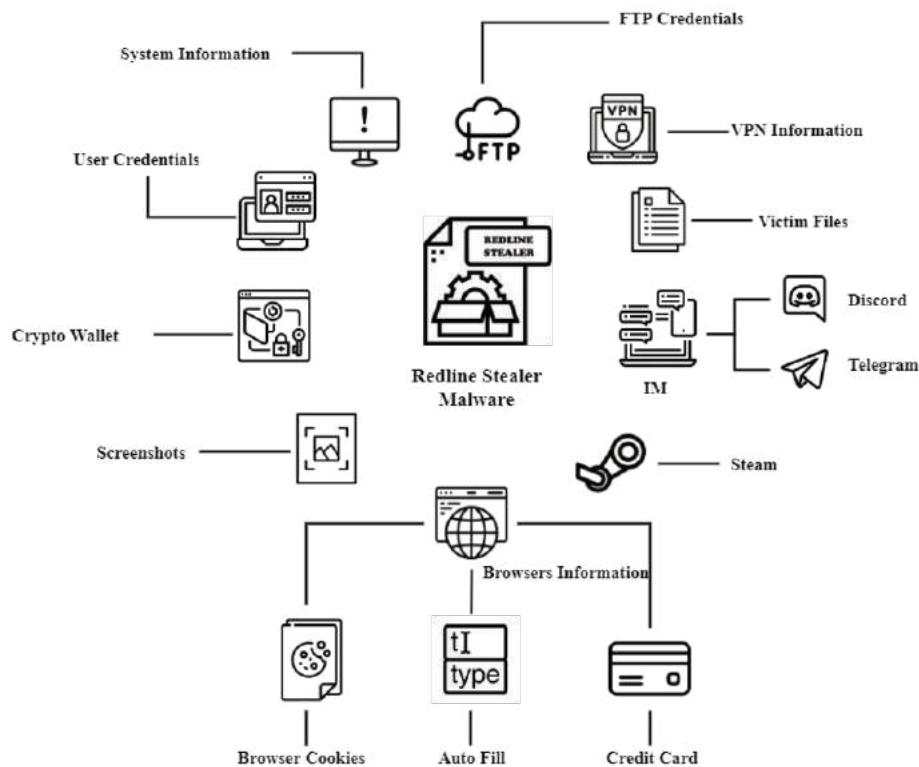 FTP Credentials
System Information
VPN
FTP
VPN Information
User Credentials
REDLINE
STEALER
Victim Files
Discord
Crypto Wallet
Telegram
Redline Stealer
Malware
IM
Screenshots
Steam
Browsers Information
tI
type
Browser Cookies
Auto Fill
Credit Card